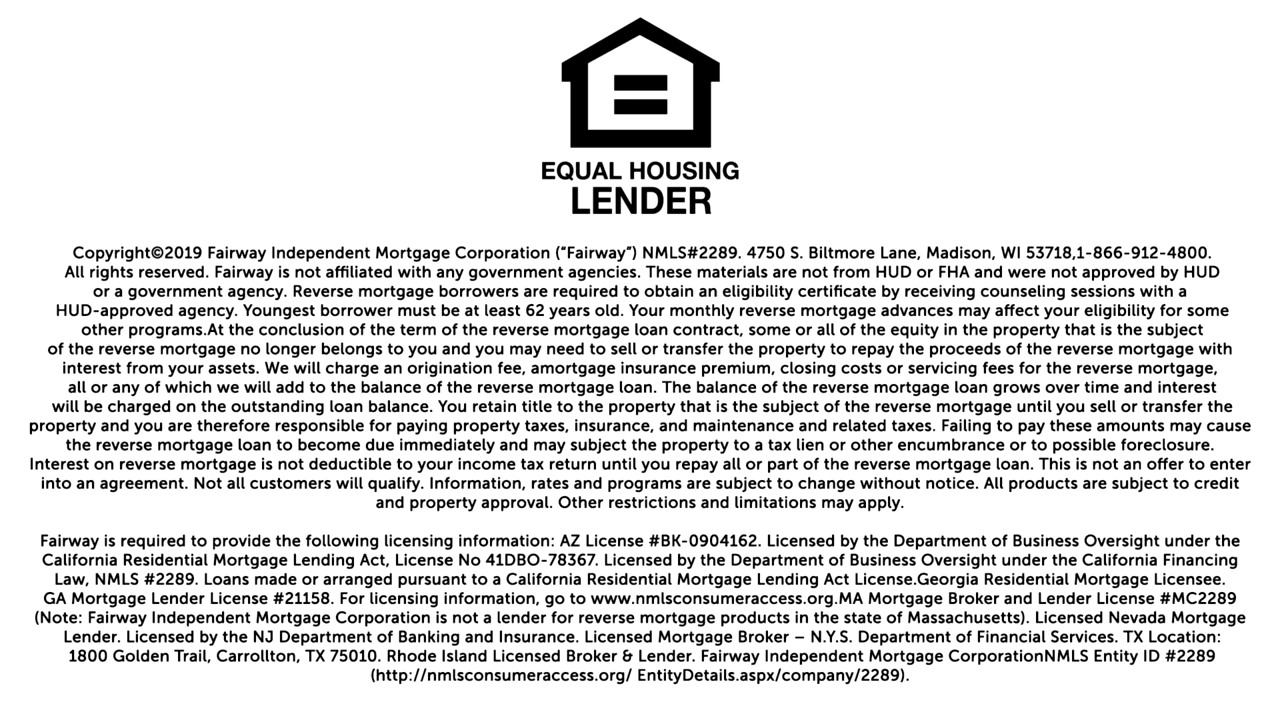 EQUAL HOUSING
LENDER
Copyright©2019 Fairway Independent Mortgage Corporation (“Fairway”) NMLS#2289. 4750 S. Biltmore Lane, Madison, WI 53718,1-866-912-4800.
All rights reserved. Fairway is not affiliated with any government agencies. These materials are not from HUD or FHA and were not approved by HUD
or a government agency. Reverse mortgage borrowers are required to obtain an eligibility certificate by receiving counseling sessions with a
HUD-approved agency. Youngest borrower must be at least 62 years old. Your monthly reverse mortgage advances may affect your eligibility for some
other programs.At the conclusion of the term of the reverse mortgage loan contract, some or all of the equity in the property that is the subject
of the reverse mortgage no longer belongs to you and you may need to sell or transfer the property to repay the proceeds of the reverse mortgage with
interest from your assets. We will charge an origination fee, amortgage insurance premium, closing costs or servicing fees for the reverse mortgage,
all or any of which we will add to the balance of the reverse mortgage loan. The balance of the reverse mortgage loan grows over time and interest
will be charged on the outstanding loan balance. You retain title to the property that is the subject of the reverse mortgage until you sell or transfer the
property and you are therefore responsible for paying property taxes, insurance, and maintenance and related taxes. Failing to pay these amounts may cause
the reverse mortgage loan to become due immediately and may subject the property to a tax lien or other encumbrance or to possible foreclosure.
Interest on reverse mortgage is not deductible to your income tax return until you repay all or part of the reverse mortgage loan. This is not an offer to enter
into an agreement. Not all customers will qualify. Information, rates and programs are subject to change without notice. All products are subject to credit
and property approval. Other restrictions and limitations may apply.
Fairway is required to provide the following licensing information: AZ License #BK-0904162. Licensed by the Department of Business Oversight under the
California Residential Mortgage Lending Act, License No 41DBO-78367. Licensed by the Department of Business Oversight under the California Financing
Law, NMLS #2289. Loans made or arranged pursuant to a California Residential Mortgage Lending Act License.Georgia Residential Mortgage Licensee.
GA Mortgage Lender License #21158. For licensing information, go to www.nmlsconsumeraccess.org.MA Mortgage Broker and Lender License #MC2289
(Note: Fairway Independent Mortgage Corporation is not a lender for reverse mortgage products in the state of Massachusetts). Licensed Nevada Mortgage
Lender. Licensed by the NJ Department of Banking and Insurance. Licensed Mortgage Broker – N.Y.S. Department of Financial Services. TX Location:
1800 Golden Trail, Carrollton, TX 75010. Rhode Island Licensed Broker & Lender. Fairway Independent Mortgage CorporationNMLS Entity ID #2289
(http://nmlsconsumeraccess.org/ EntityDetails.aspx/company/2289).